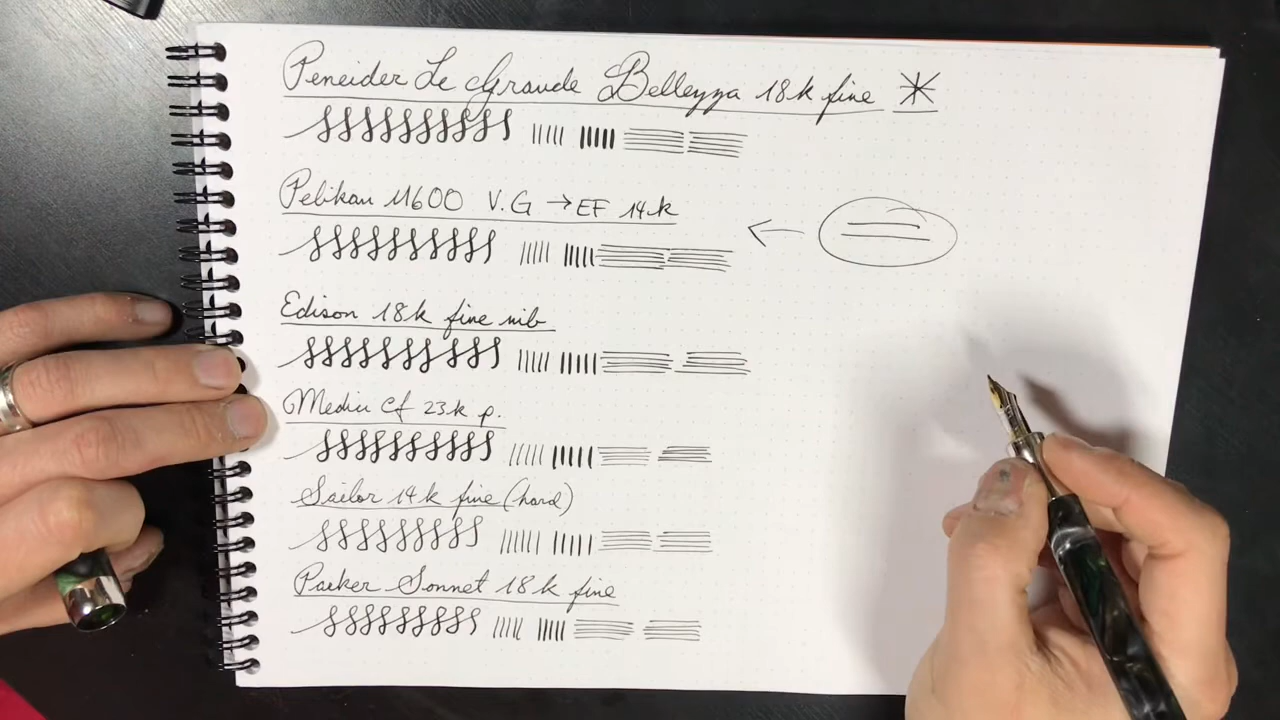 Peneider Le Grande Bellezza 18k fine
Pelikan M600 V.G → EF 14k
Edison 18k fine nib
cf 23k p.
Sailor 14k fine (hard)
Parker Sonnet 18k fine